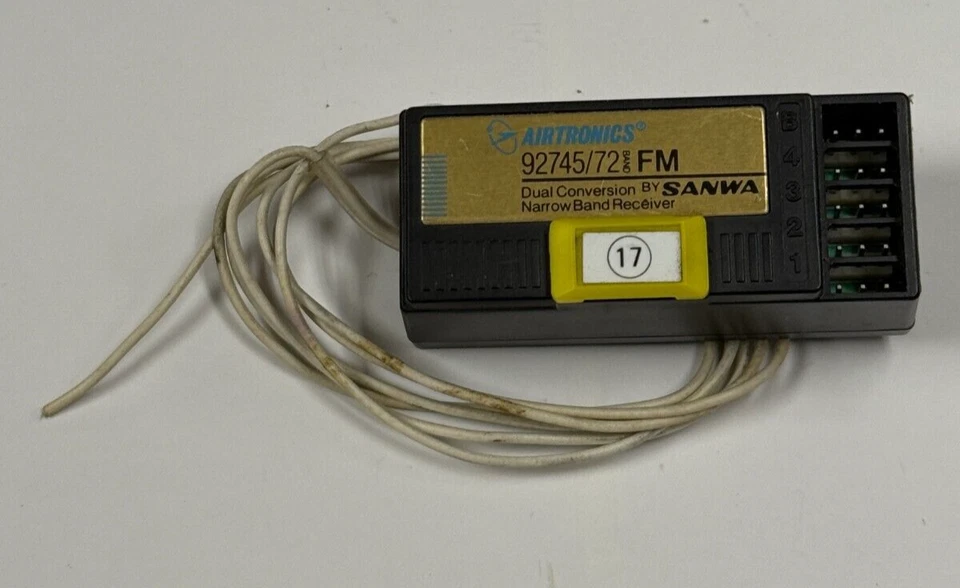 AIRTRONICS®
92745/72 BAND FM
Dual Conversion BY SANWA
Narrow Band Receiver
17
B
4
3
2
1